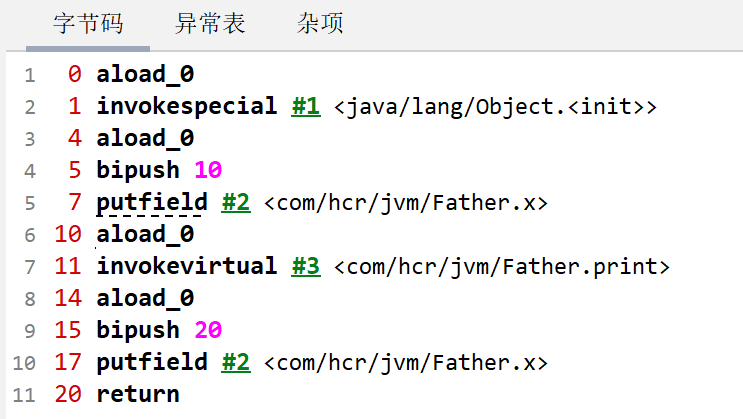 字节码 异常表 杂项
1 0 aload_0
2 1 invokespecial #1 <java/lang/Object.<init>>
3 4 aload_0
4 5 bipush 10
5 7 putfield #2 <com/hcr/jvm/Father.x>
6 10 aload_0
7 11 invokevirtual #3 <com/hcr/jvm/Father.print>
8 14 aload_0
9 15 bipush 20
10 17 putfield #2 <com/hcr/jvm/Father.x>
11 20 return